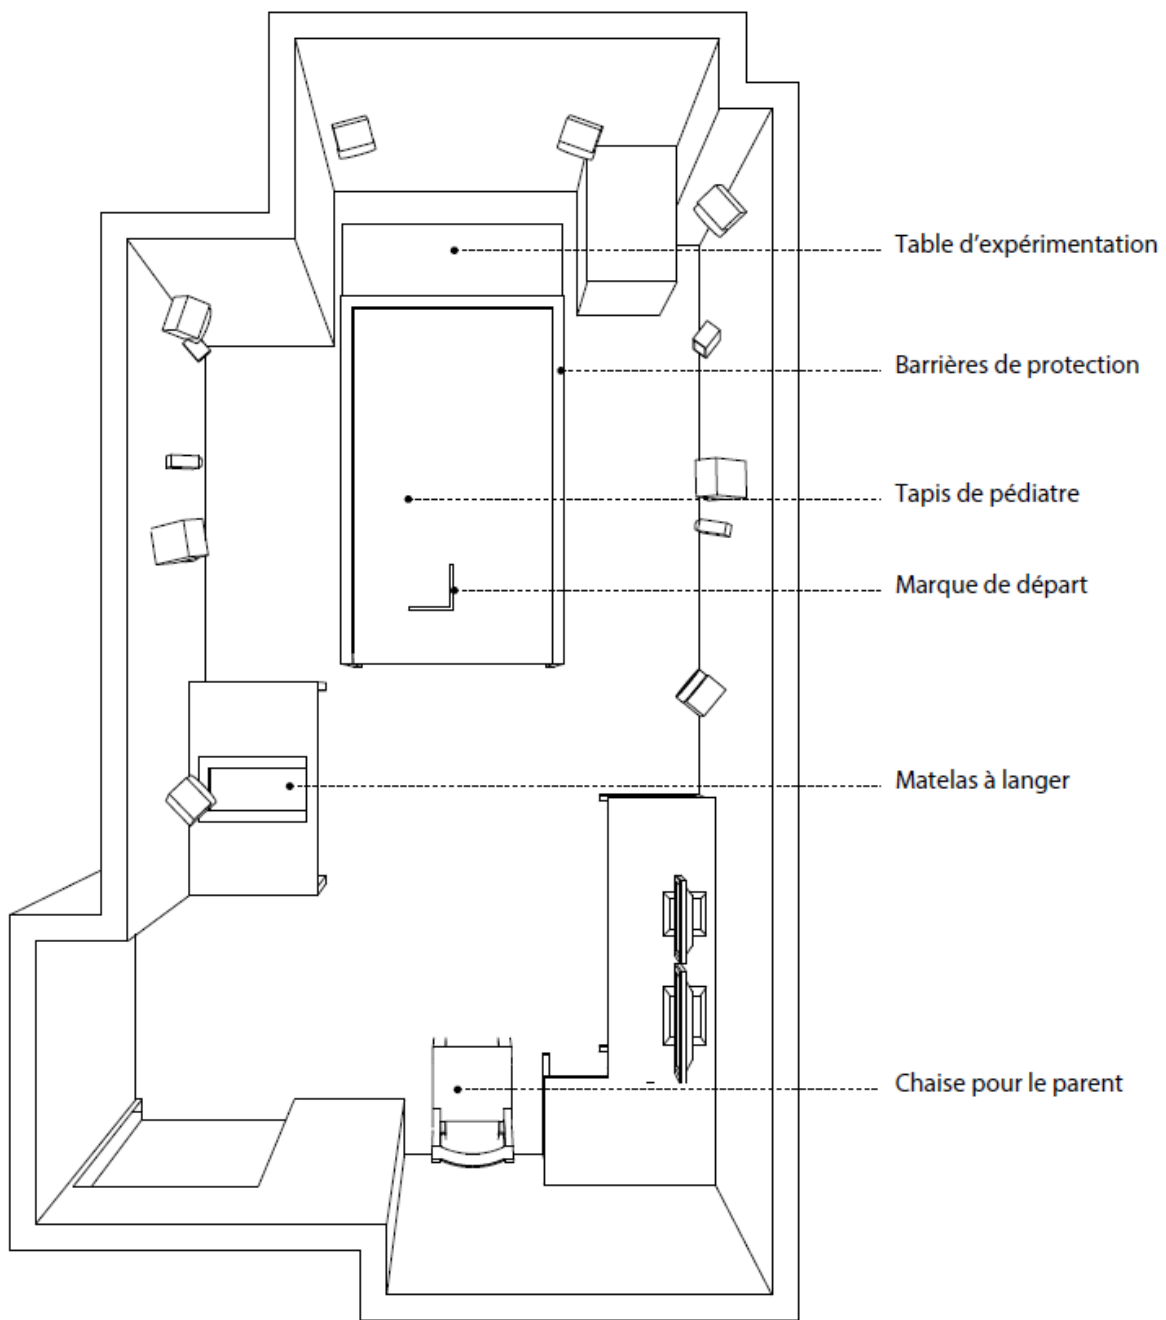 Table d’expérimentation
Barrières de protection
Tapis de pédiatre
Marque de départ
Matelas à langer
Chaise pour le parent